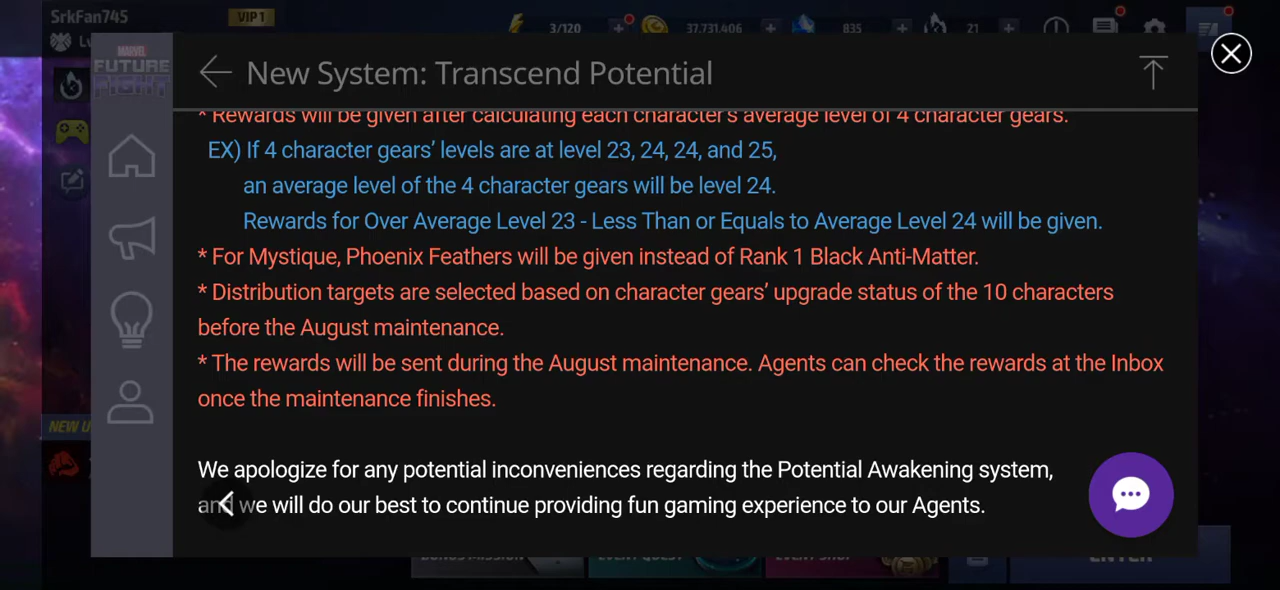 SrkFan745
VIP 1
3/120
37,731,406
835
21
MARVEL
FUTURE
FIGHT
New System: Transcend Potential
* Rewards will be given after calculating each character's average level of 4 character gears.
EX) If 4 character gears' levels are at level 23, 24, 24, and 25,
an average level of the 4 character gears will be level 24.
Rewards for Over Average Level 23 - Less Than or Equals to Average Level 24 will be given.
* For Mystique, Phoenix Feathers will be given instead of Rank 1 Black Anti-Matter.
* Distribution targets are selected based on character gears' upgrade status of the 10 characters
before the August maintenance.
* The rewards will be sent during the August maintenance. Agents can check the rewards at the Inbox
once the maintenance finishes.
We apologize for any potential inconveniences regarding the Potential Awakening system,
and we will do our best to continue providing fun gaming experience to our Agents.
NEW
BONUS MISSION
EVENT QUEST
EVENT SHOP
ENTER